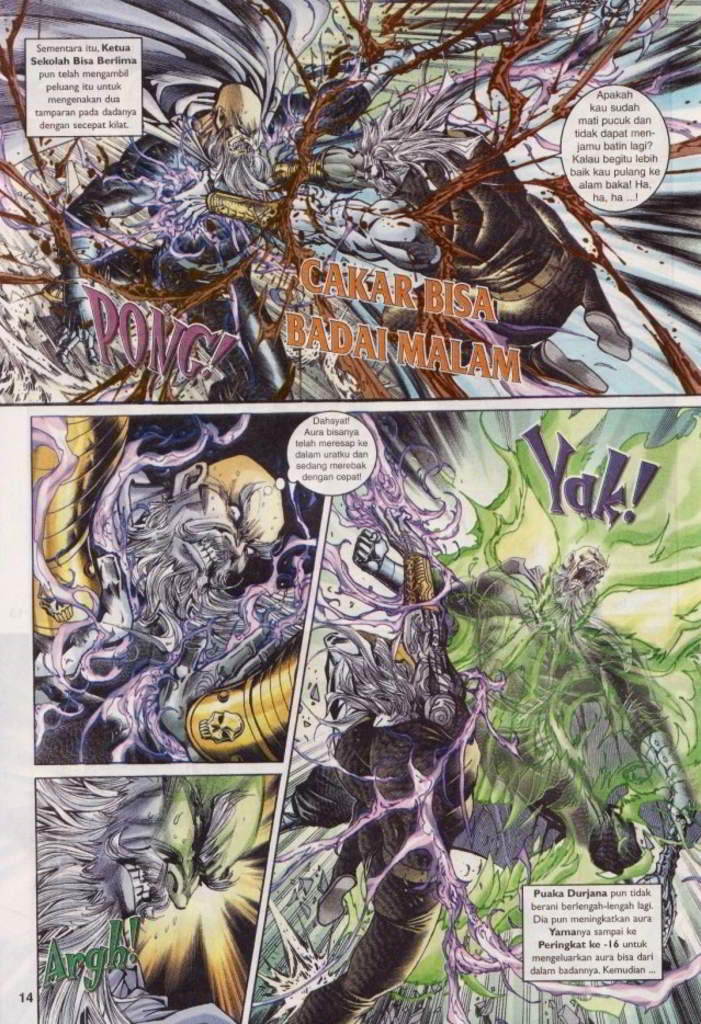 Sementara itu, Ketua
Sekolah Bisa Berlima
pun telah mengambil
peluang itu untuk
mengenakan dua
tamparan pada dadanya
dengan secepat kilat.
Apakah
kau sudah
mati pucuk dan
tidak dapat men-
jamu batin lagi?
Kalau begitu lebih
baik kau pulang ke
alam baka! Ha,
ha, ha ...!
CAKAR BISA
BADAI MALAM
PONG!
Dahsyat!
Aura bisanya
telah meresap ke
dalam uratku dan
sedang merebak
dengan cepat!
Yak!
Argh!
Puaka Durjana pun tidak
berani berlengah-lengah lagi.
Dia pun meningkatkan aura
Yamanya sampai ke
Peringkat ke -16 untuk
mengeluarkan aura bisa dari
dalam badannya. Kemudian ...
14